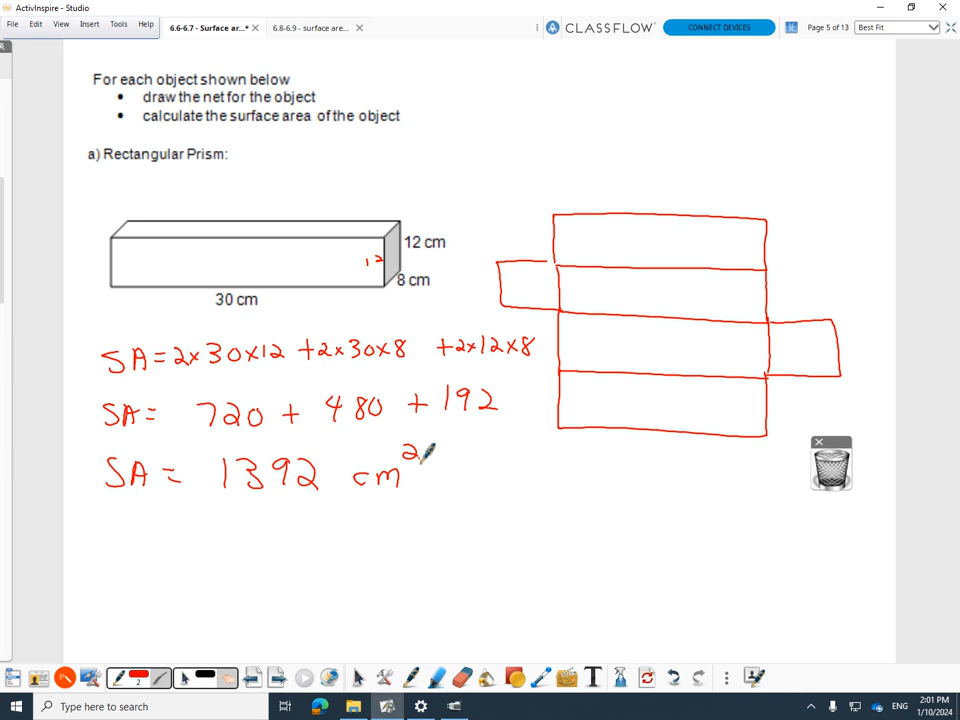 ActivInspire - Studio
File Edit View Insert Tools Help
6.6-6.7 - Surface ar...*
6.8-6.9 - surface are...
CLASSFLOW
CONNECT DEVICES
Page 5 of 13
Best Fit
For each object shown below
• draw the net for the object
• calculate the surface area of the object
a) Rectangular Prism:
12 cm
12
8 cm
30 cm
SA=2x30x12 +2x30x8 +2x12x8
SA= 720 + 480 + 192
SA= 1392 cm²
2
T
Type here to search
ENG
2:01 PM
1/10/2024